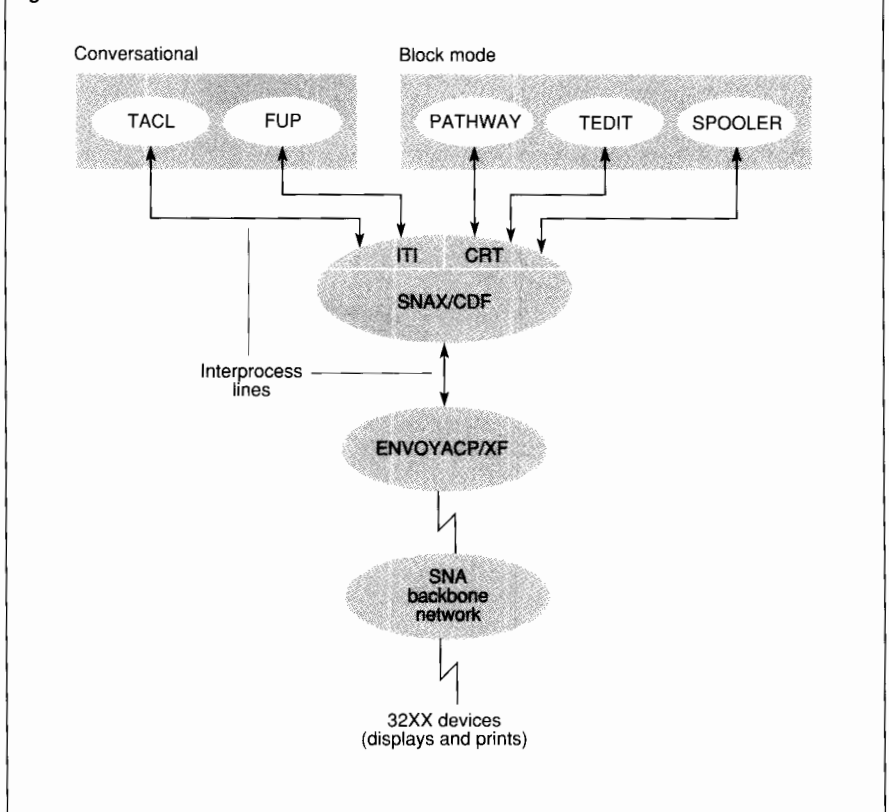 Conversational
Block mode
TACL
FUP
PATHWAY
TEDIT
SPOOLER
ITI
CRT
SNAX/CDF
Interprocess
lines
ENVOYACP/XF
SNA
backbone
network
32XX devices
(displays and prints)